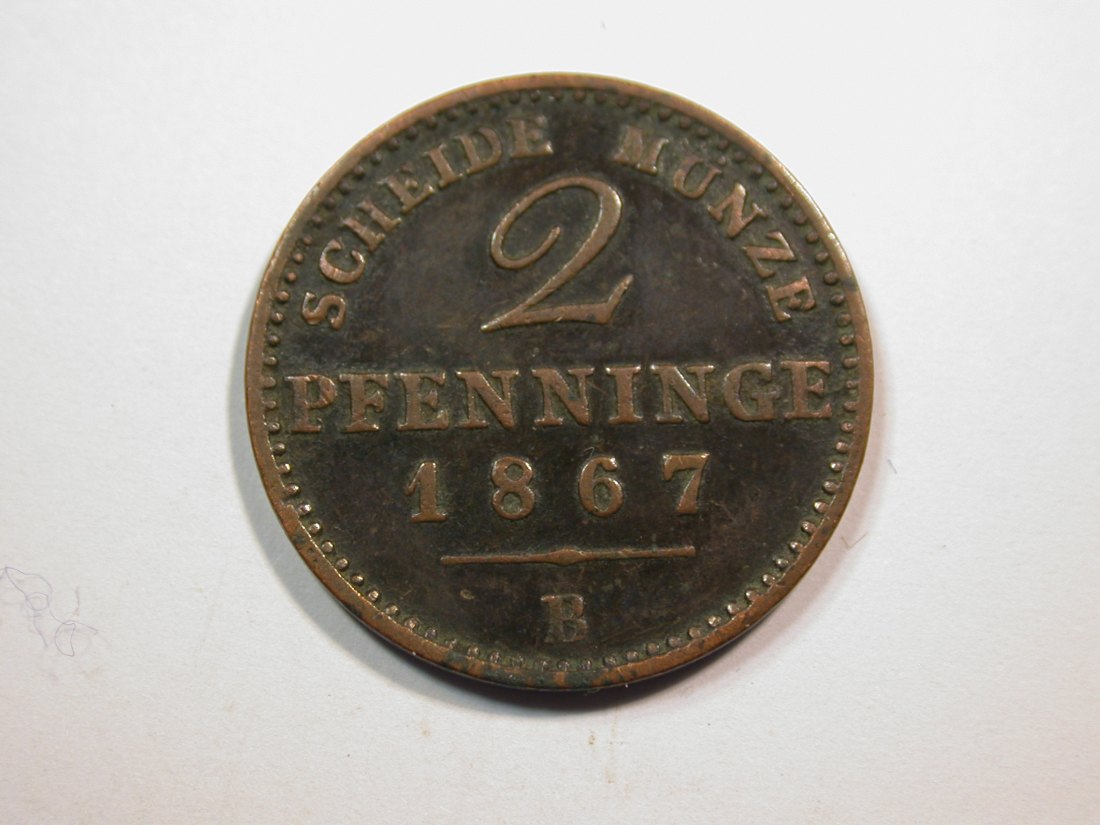 SCHEIDE MÜNZE
2
PFENNINGE
1867
B